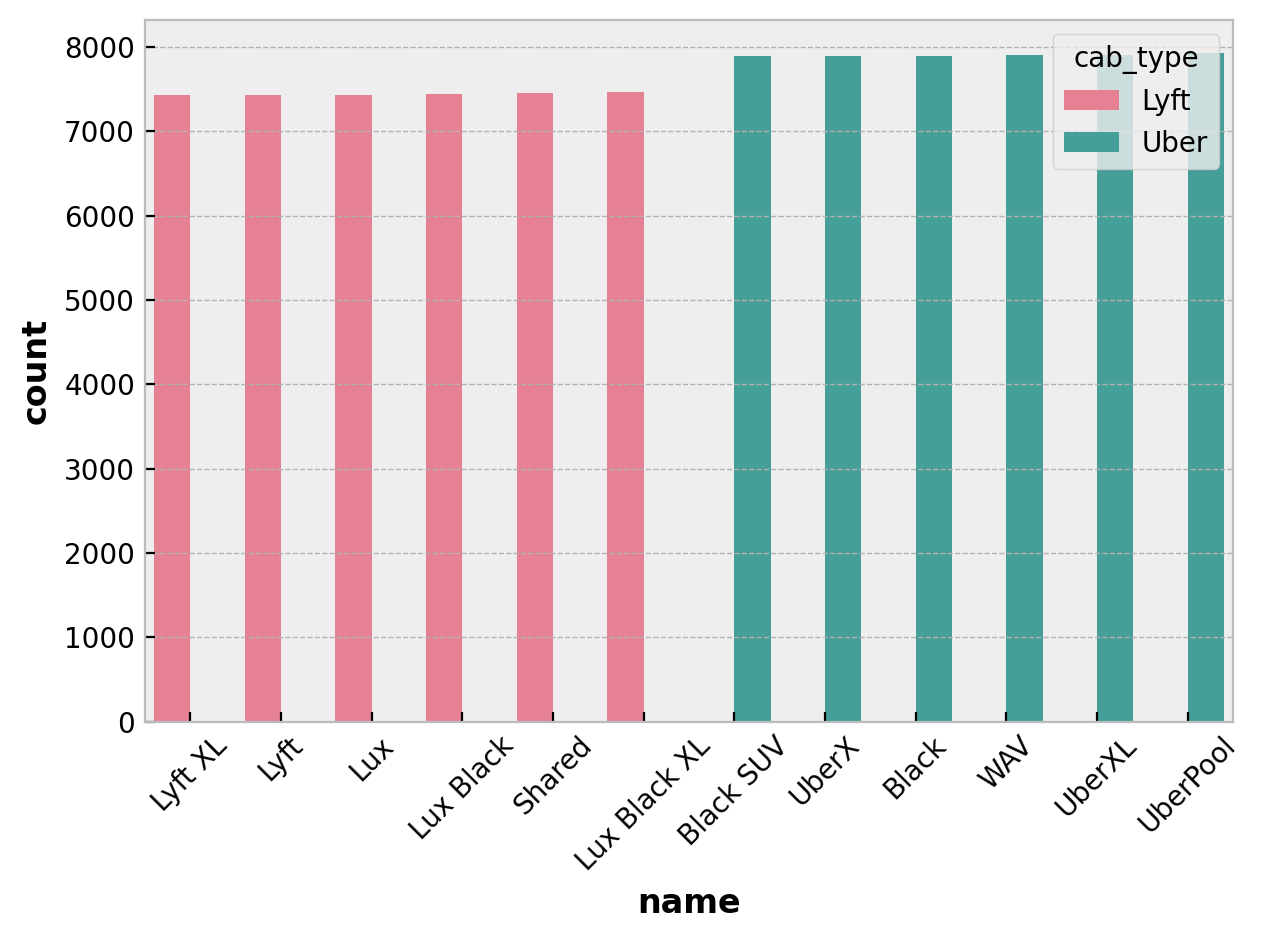 8000
7000
6000
5000
4000
3000
2000
1000
0
count
cab_type
Lyft
Uber
Lyft XL
Lyft
Lux
Lux Black
Shared
Lux Black XL
Black SUV
UberX
Black
WAV
UberXL
UberPool
name